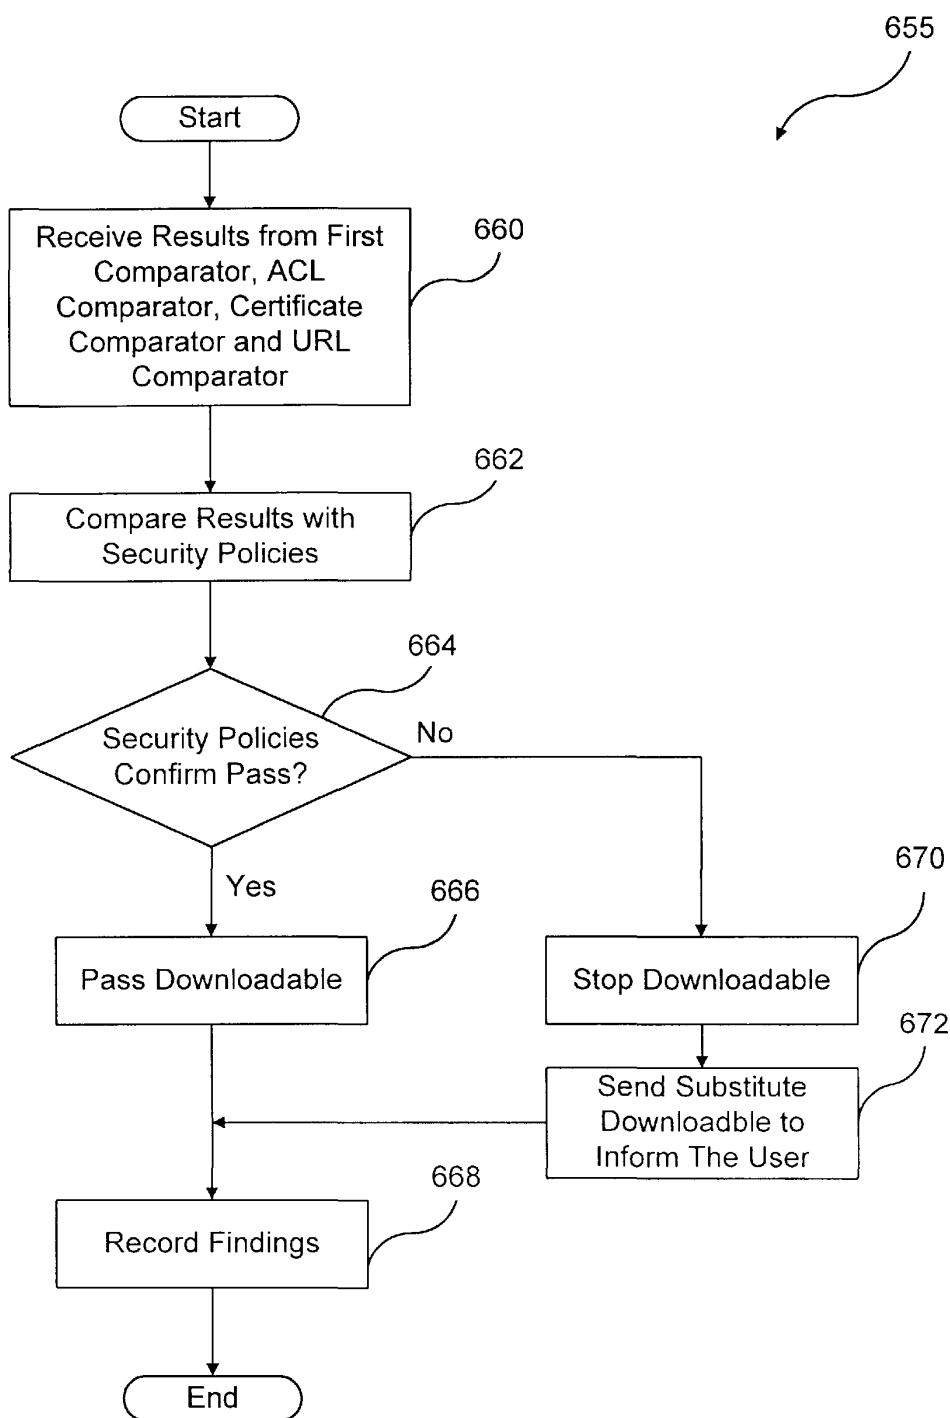 655
Start
Receive Results from First
Comparator, ACL
Comparator, Certificate
Comparator and URL
Comparator
660
Compare Results with
Security Policies
662
664
Security Policies
Confirm Pass?
No
Yes
666
Pass Downloadable
670
Stop Downloadable
672
Send Substitute
Downloadble to
Inform The User
668
Record Findings
End